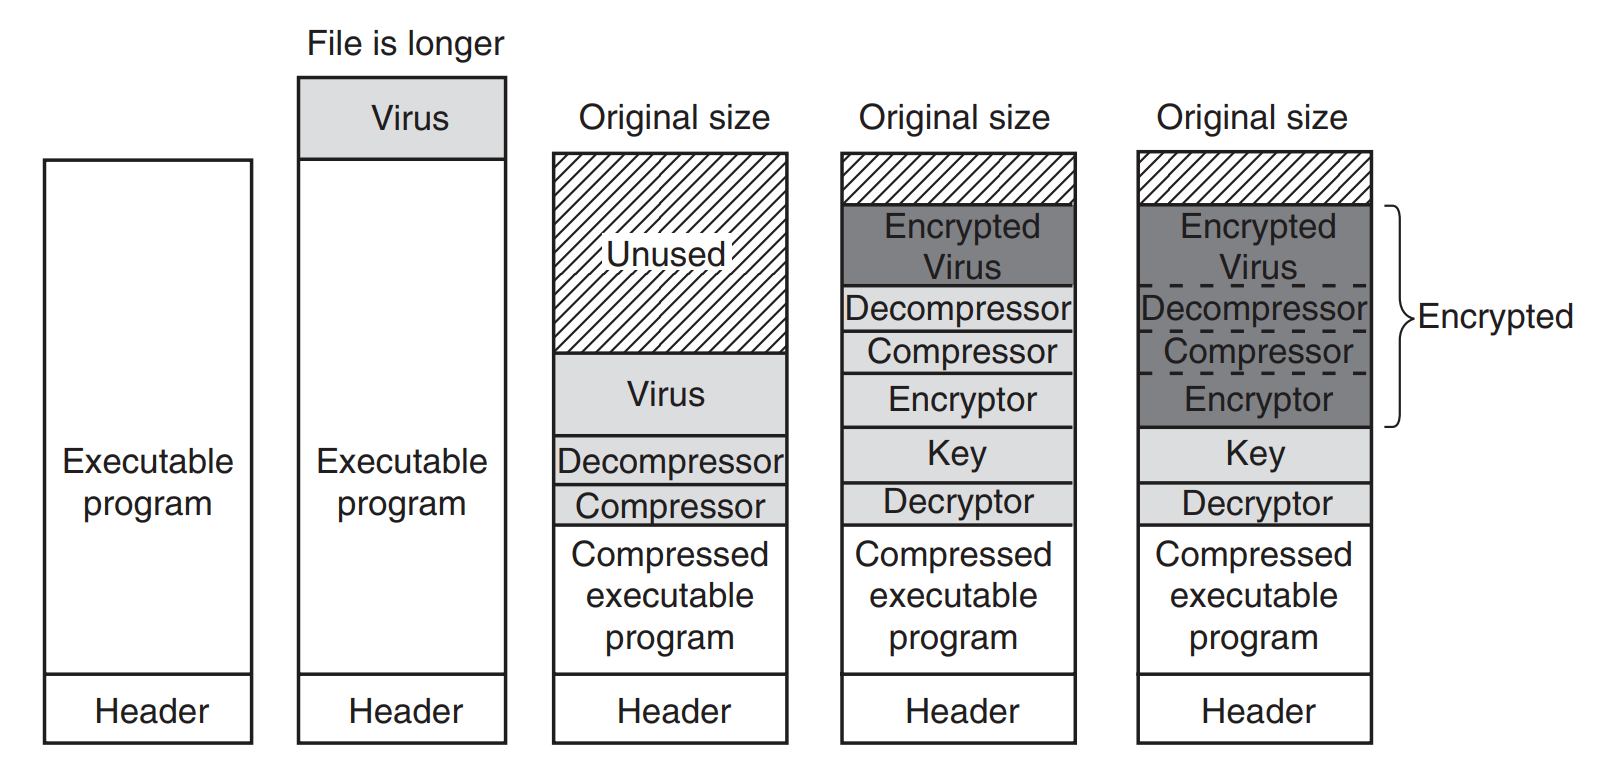 Executable
program
Header
File is longer
Virus
Executable
program
Header
Original size
Unused
Virus
Decompressor
Compressor
Compressed
executable
program
Header
Original size
Encrypted
Virus
Decompressor
Compressor
Encryptor
Key
Decryptor
Compressed
executable
program
Header
Original size
Encrypted
Virus
Decompressor
Compressor
Encryptor
Key
Decryptor
Compressed
executable
program
Header
Encrypted